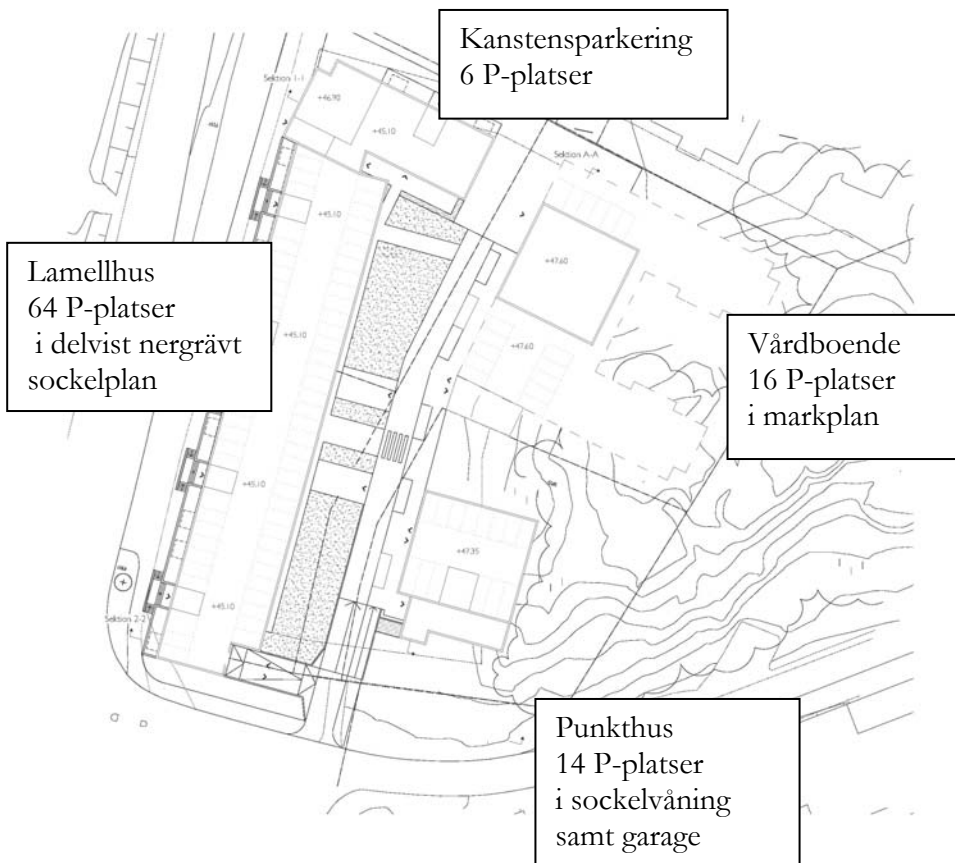 Kanstensparkering
6 P-platser
Sektion 1-1
+46.90
+45.10
Sektion A-A
+45.10
+47.60
Lamellhus
64 P-platser
i delvist nergrävt
sockelplan
+45.10
+47.60
Vårdboende
16 P-platser
i markplan
+45.10
+47.35
+45.10
Sektion 2-2
Punkthus
14 P-platser
i sockelvåning
samt garage